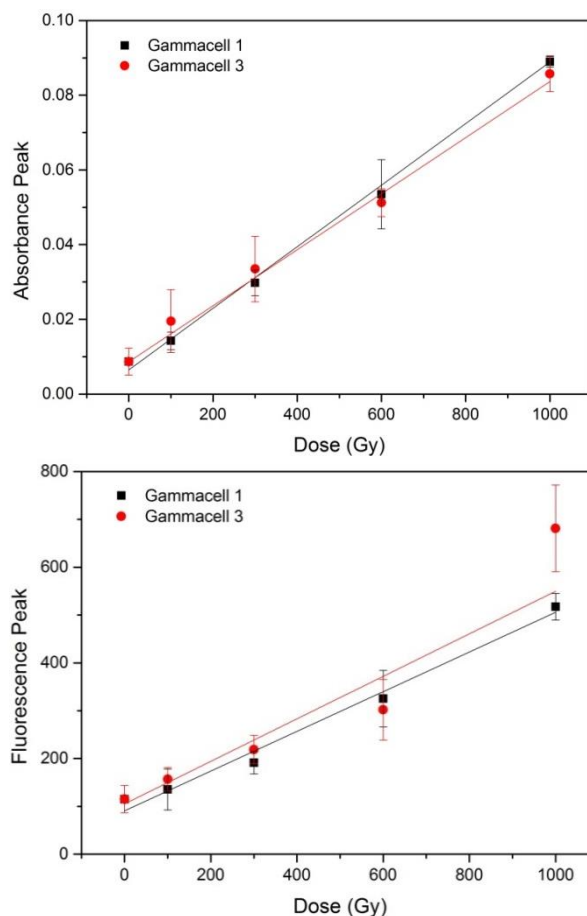 0.10
Gammacell 1
Gammacell 3
0.08
0.06
0.04
0.02
0.00
Absorbance Peak
0 200 400 600 800 1000
Dose (Gy)
800
Gammacell 1
Gammacell 3
600
400
200
0
Fluorescence Peak
0 200 400 600 800 1000
Dose (Gy)